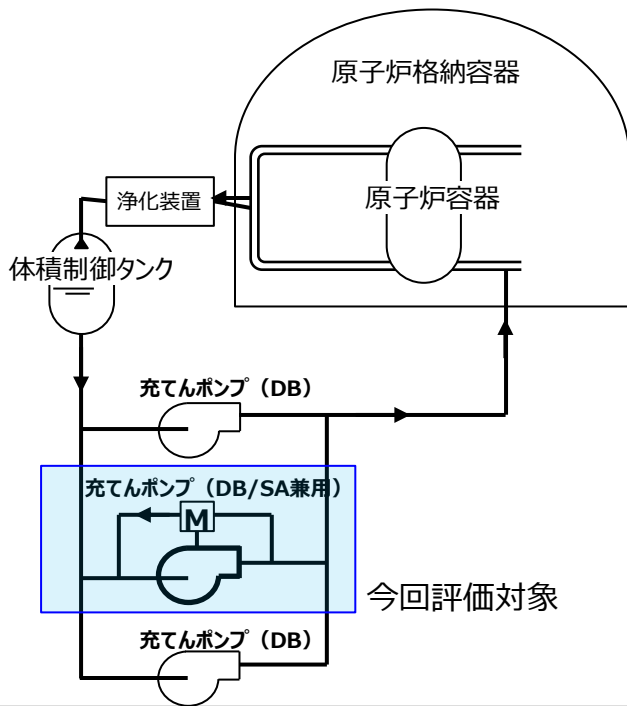 原子炉格納容器
原子炉容器
浄化装置
体積制御タンク
充てんポンプ（DB）
充てんポンプ（DB/SA兼用）
M
今回評価対象
充てんポンプ（DB）